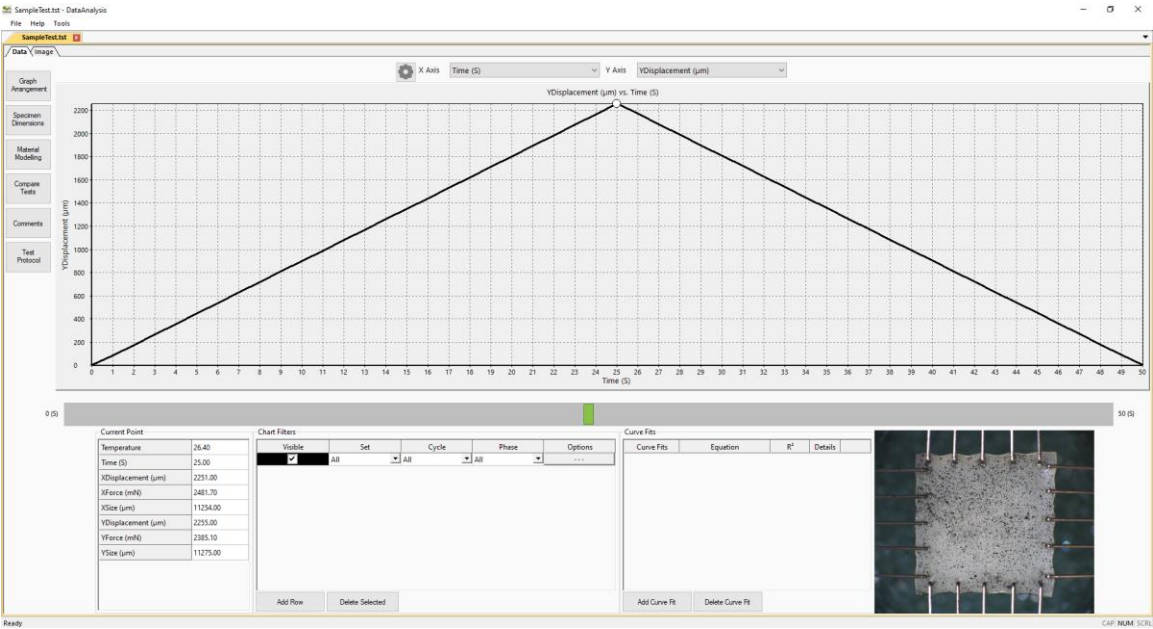 SampleTest.tst - DataAnalysis
File Help Tools
SampleTest.tst
Data Image
Graph Arrangement
Specimen Dimensions
Material Modelling
Compare Tests
Comments
Test Protocol
X Axis Time (S) Y Axis YDisplacement (µm)
YDisplacement (µm) vs. Time (S)
YDisplacement (µm)
2200
2000
1800
1600
1400
1200
1000
800
600
400
200
0
0 1 2 3 4 5 6 7 8 9 10 11 12 13 14 15 16 17 18 19 20 21 22 23 24 25 26 27 28 29 30 31 32 33 34 35 36 37 38 39 40 41 42 43 44 45 46 47 48 49 50
Time (S)
0 (S) 50 (S)
Current Point
Temperature 26.40
Time (S) 25.00
XDisplacement (µm) 2251.00
XForce (mN) 2481.70
XSize (µm) 11254.00
YDisplacement (µm) 2255.00
YForce (mN) 2385.10
YSize (µm) 11275.00
Chart Filters
Visible Set Cycle Phase Options
All All All ...
Add Row Delete Selected
Curve Fits
Curve Fits Equation R² Details
Add Curve Fit Delete Curve Fit
Ready CAP NUM SCRL